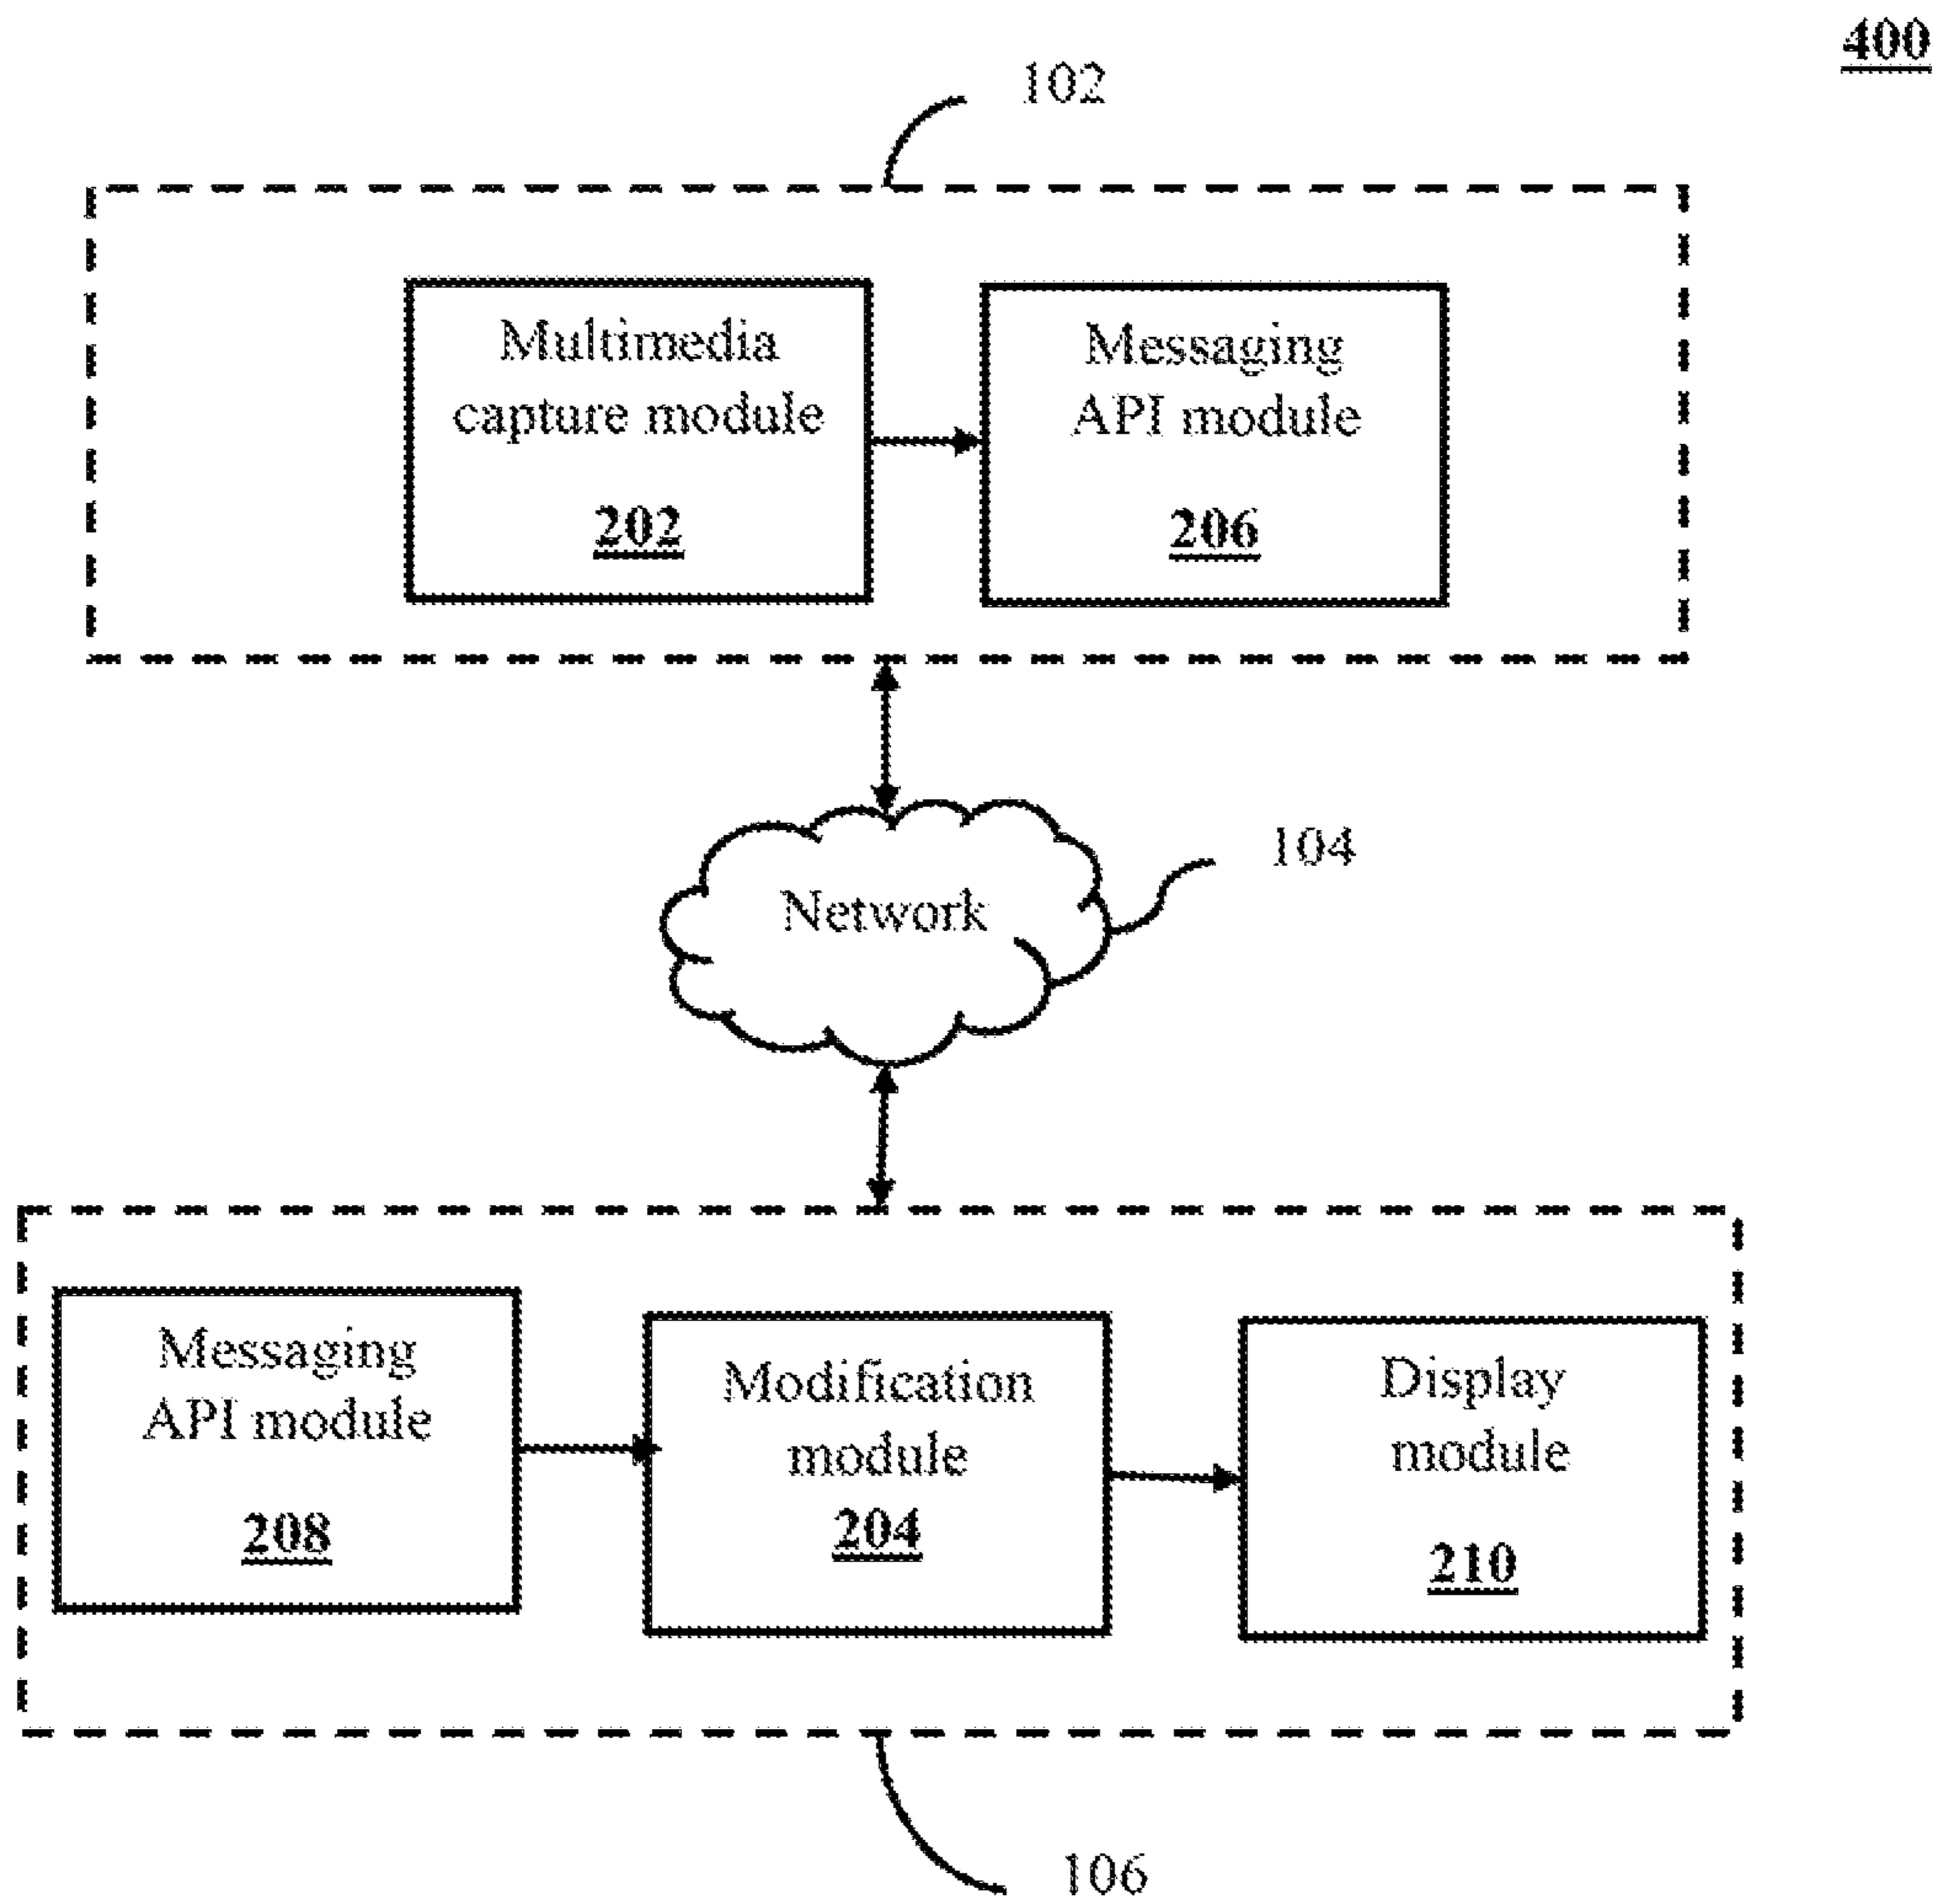 400
102
Multimedia
capture module
202
Messaging
API module
206
Network
104
Messaging
API module
208
Modification
module
204
Display
module
210
106